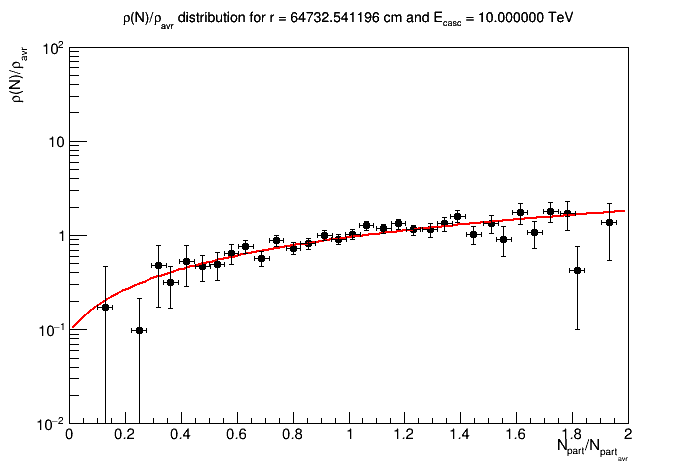 ρ(N)/ρavr distribution for r = 64732.541196 cm and Ecasc = 10.000000 TeV
ρ(N)/ρavr
10²
10
1
10⁻¹
10⁻²
0 0.2 0.4 0.6 0.8 1 1.2 1.4 1.6 1.8 2
Npart/Npartavr